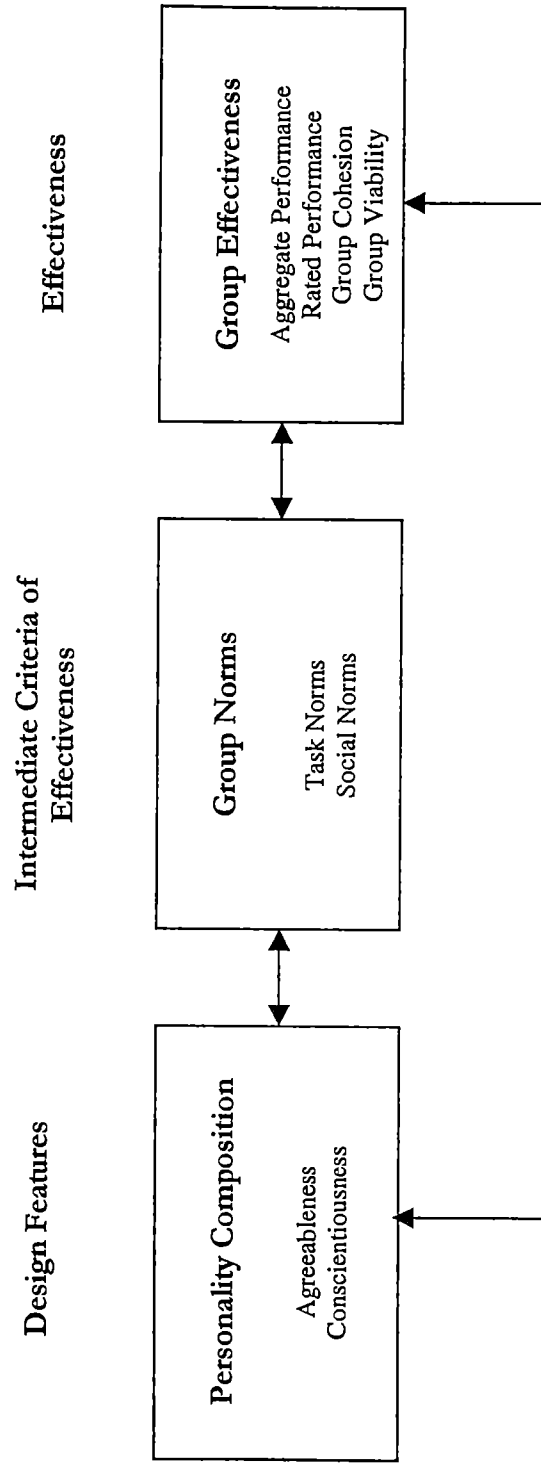 Design Features
Personality Composition
Agreeableness
Conscientiousness
Intermediate Criteria of
Effectiveness
Group Norms
Task Norms
Social Norms
Effectiveness
Group Effectiveness
Aggregate Performance
Rated Performance
Group Cohesion
Group Viability